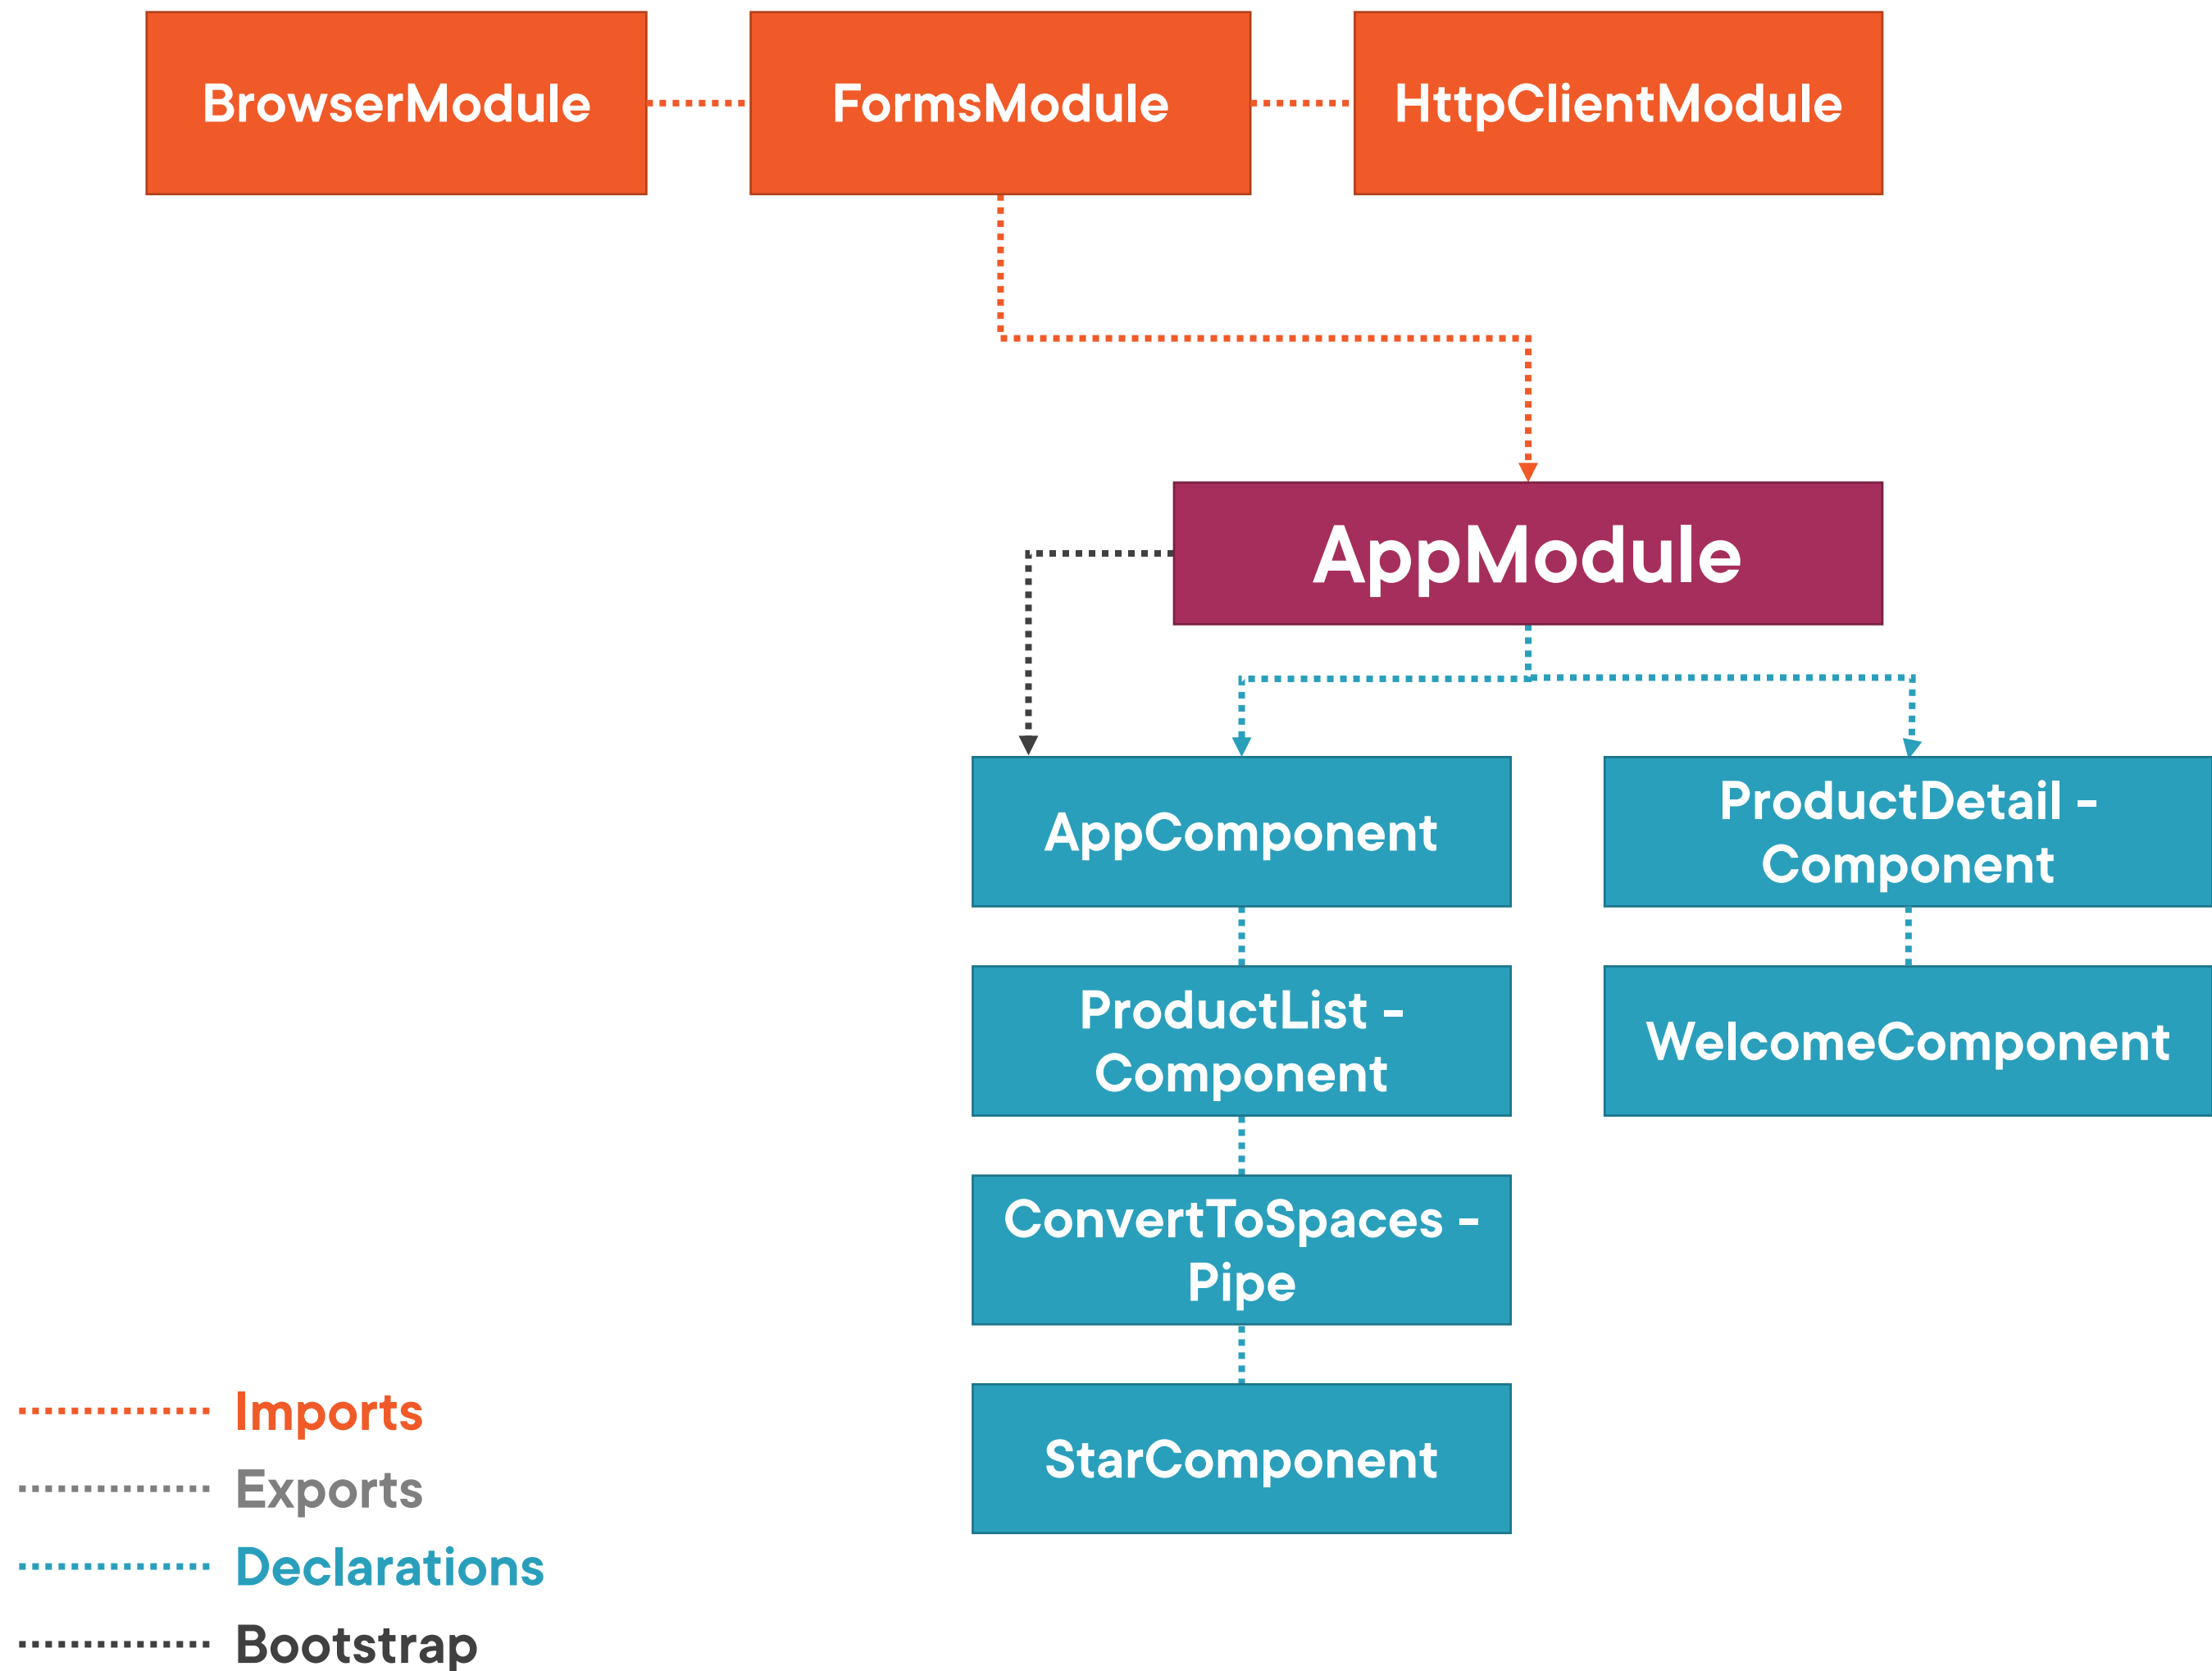 BrowserModule
FormsModule
HttpClientModule
AppModule
AppComponent
ProductDetail -
Component
ProductList -
Component
WelcomeComponent
ConvertToSpaces -
Pipe
StarComponent
Imports
Exports
Declarations
Bootstrap